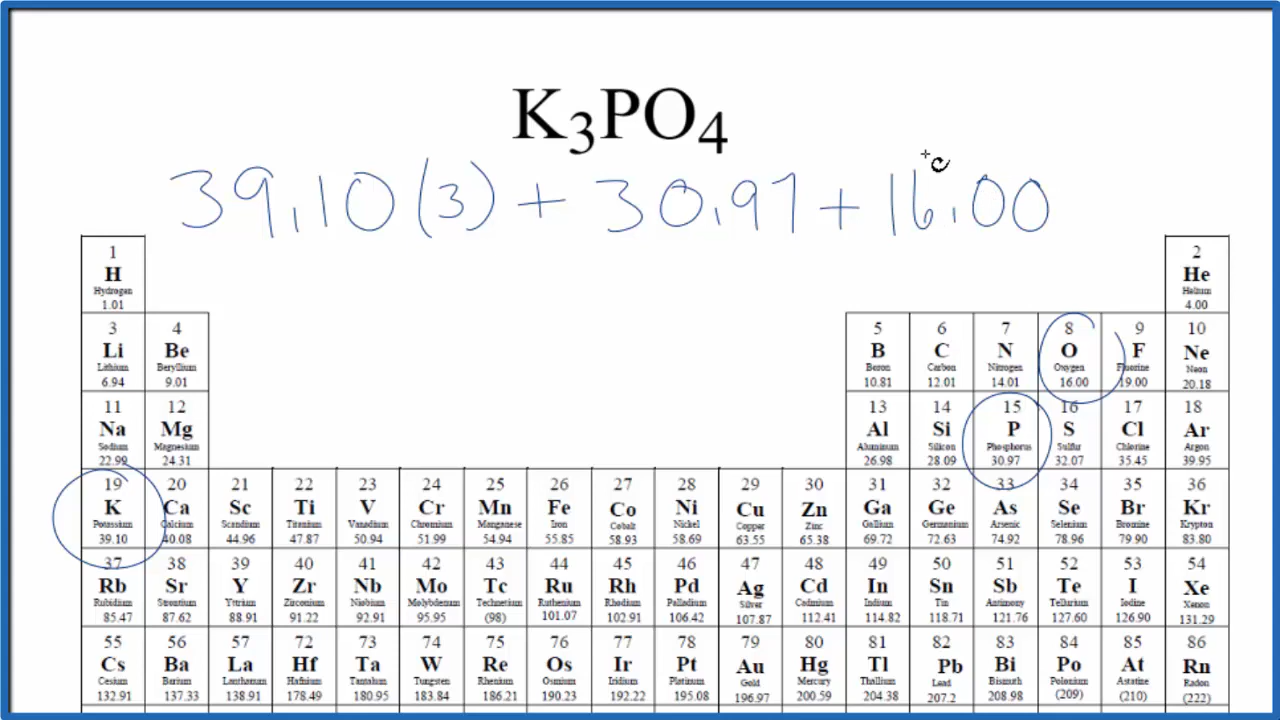 K3PO4
39.10(3) + 30.97 + 16.00
1 2
H He
Hydrogen Helium
1.01 4.00
3 4 5 6 7 8 9 10
Li Be B C N O F Ne
Lithium Beryllium Boron Carbon Nitrogen Oxygen Fluorine Neon
6.94 9.01 10.81 12.01 14.01 16.00 19.00 20.18
11 12 13 14 15 16 17 18
Na Mg Al Si P S Cl Ar
Sodium Magnesium Aluminum Silicon Phosphorus Sulfur Chlorine Argon
22.99 24.31 26.98 28.09 30.97 32.07 35.45 39.95
19 20 21 22 23 24 25 26 27 28 29 30 31 32 33 34 35 36
K Ca Sc Ti V Cr Mn Fe Co Ni Cu Zn Ga Ge As Se Br Kr
Potassium Calcium Scandium Titanium Vanadium Chromium Manganese Iron Cobalt Nickel Copper Zinc Gallium Germanium Arsenic Selenium Bromine Krypton
39.10 40.08 44.96 47.87 50.94 51.99 54.94 55.85 58.93 58.69 63.55 65.38 69.72 72.63 74.92 78.96 79.90 83.80
37 38 39 40 41 42 43 44 45 46 47 48 49 50 51 52 53 54
Rb Sr Y Zr Nb Mo Tc Ru Rh Pd Ag Cd In Sn Sb Te I Xe
Rubidium Strontium Yttrium Zirconium Niobium Molybdenum Technetium Ruthenium Rhodium Palladium Silver Cadmium Indium Tin Antimony Tellurium Iodine Xenon
85.47 87.62 88.91 91.22 92.91 95.95 (98) 101.07 102.91 106.42 107.87 112.41 114.82 118.71 121.76 127.60 126.90 131.29
55 56 57 72 73 74 75 76 77 78 79 80 81 82 83 84 85 86
Cs Ba La Hf Ta W Re Os Ir Pt Au Hg Tl Pb Bi Po At Rn
Cesium Barium Lanthanum Hafnium Tantalum Tungsten Rhenium Osmium Iridium Platinum Gold Mercury Thallium Lead Bismuth Polonium Astatine Radon
132.91 137.33 138.91 178.49 180.95 183.84 186.21 190.23 192.22 195.08 196.97 200.59 204.38 207.2 208.98 (209) (210) (222)